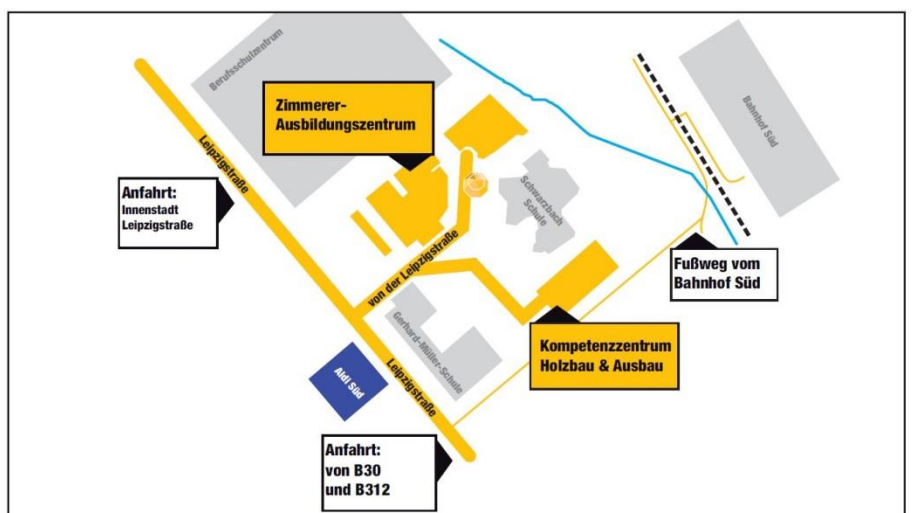 Berufsschulzentrum
Zimmerer-
Ausbildungszentrum
Bahnhof Süd
Leipzigstraße
Anfahrt:
Innenstadt
Leipzigstraße
Schwarzbach
Schule
von der Leipzigstraße
Fußweg vom
Bahnhof Süd
Gerhard-Müller-Schule
Kompetenzzentrum
Holzbau & Ausbau
Aldi Süd
Leipzigstraße
Anfahrt:
von B30
und B312